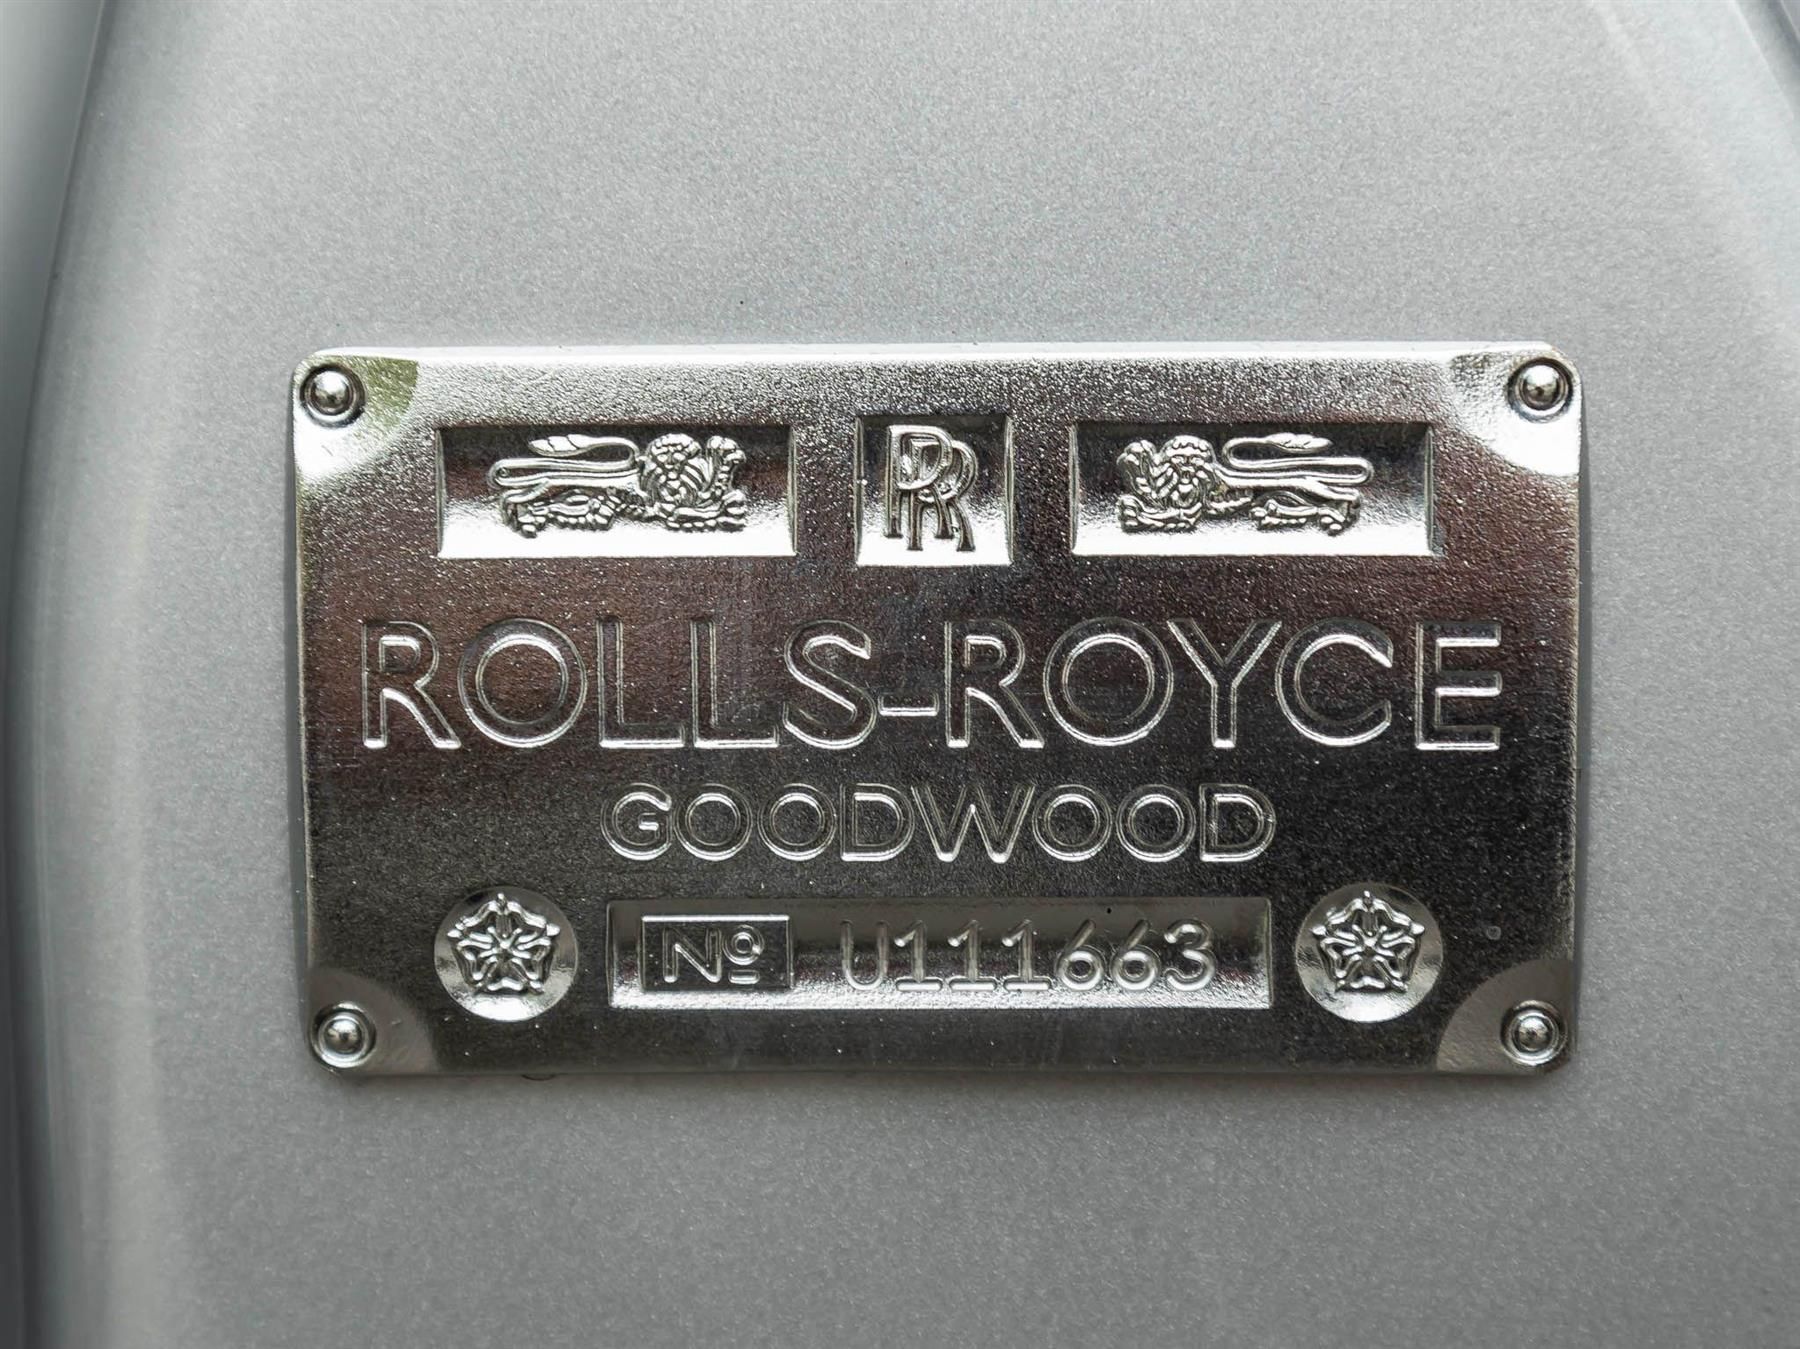 RR
ROLLS-ROYCE
GOODWOOD
Nº U111663